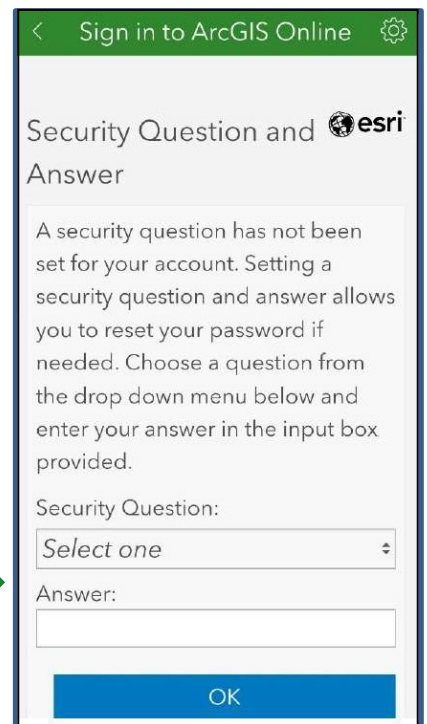 Sign in to ArcGIS Online
Security Question and
esri
Answer
A security question has not been
set for your account. Setting a
security question and answer allows
you to reset your password if
needed. Choose a question from
the drop down menu below and
enter your answer in the input box
provided.
Security Question:
Select one
Answer:
OK